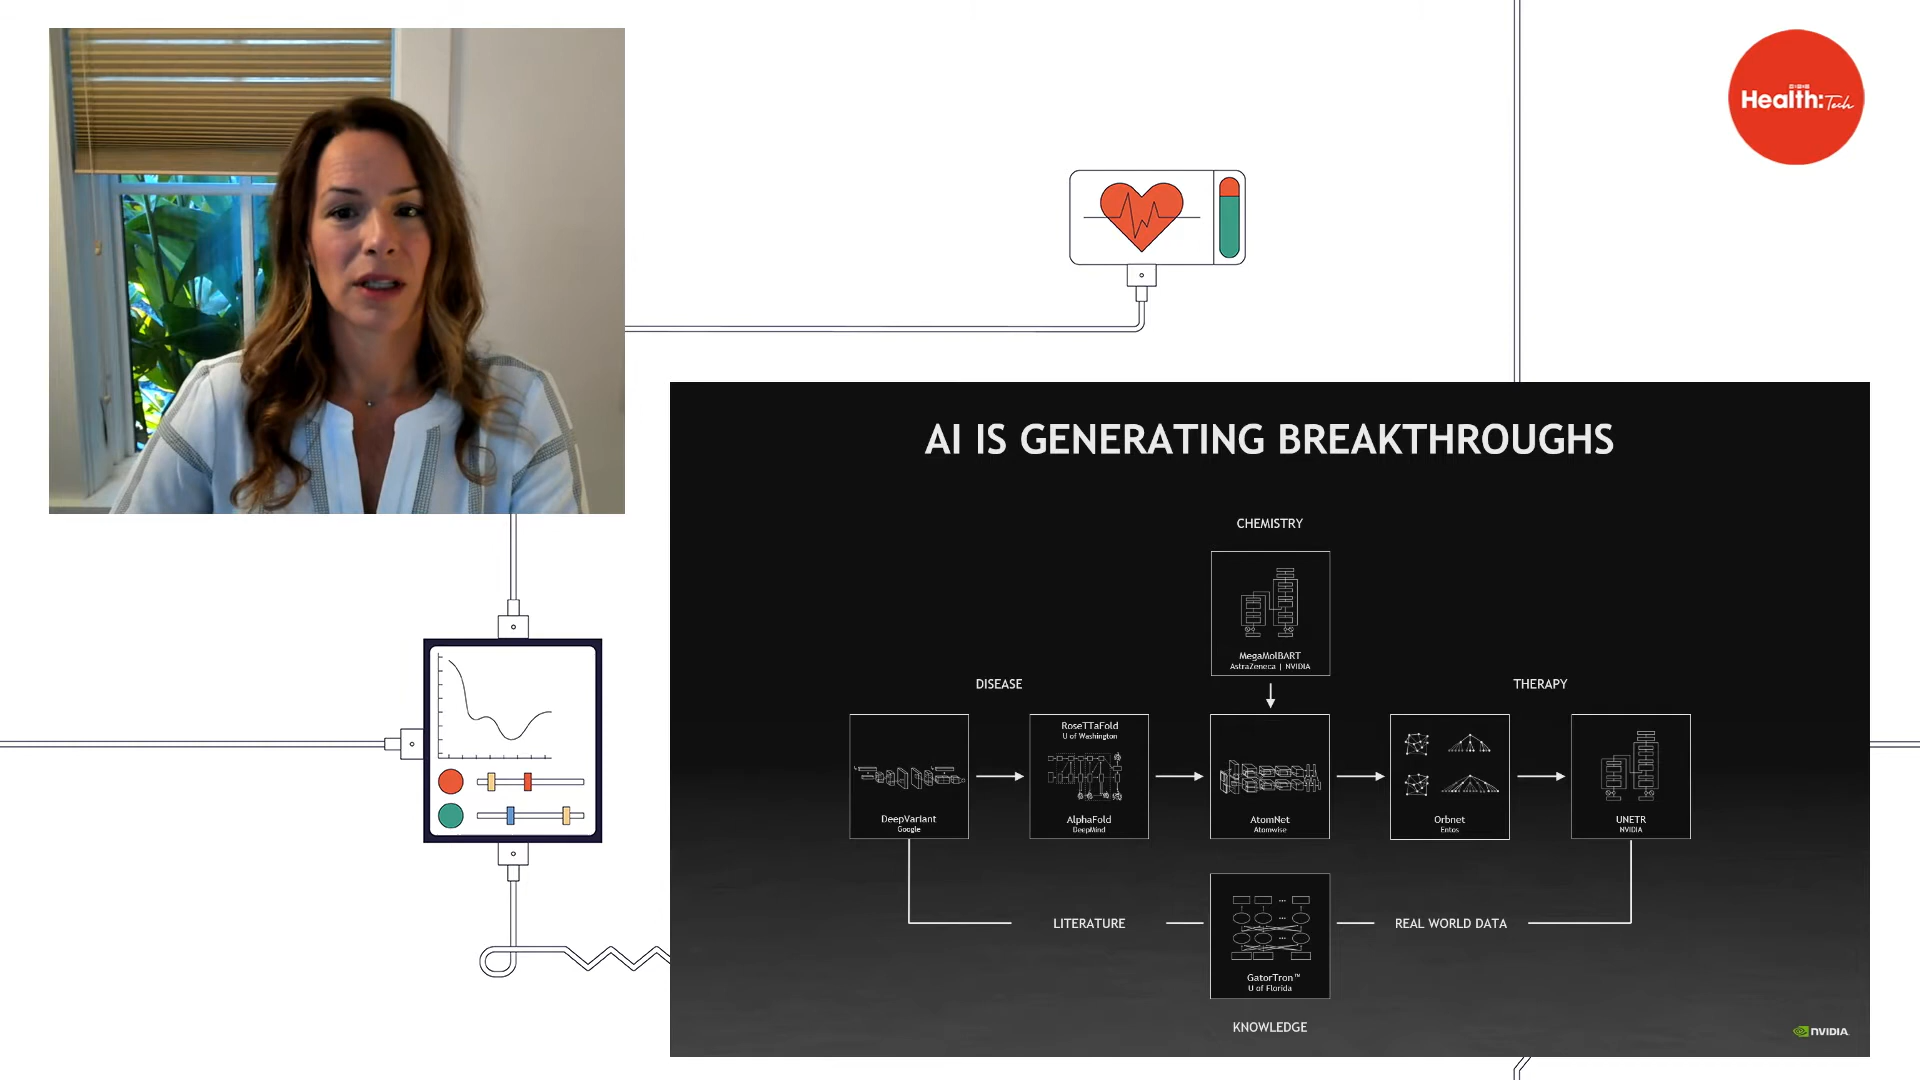 Health:Tech
AI IS GENERATING BREAKTHROUGHS
CHEMISTRY
MegaMolBART
AstraZeneca | NVIDIA
DISEASE
THERAPY
RoseTTaFold
U of Washington
DeepVariant
Google
AlphaFold
DeepMind
AtomNet
Atomwise
Orbnet
Entos
UNETR
NVIDIA
LITERATURE
REAL WORLD DATA
GatorTron™
U of Florida
KNOWLEDGE
NVIDIA